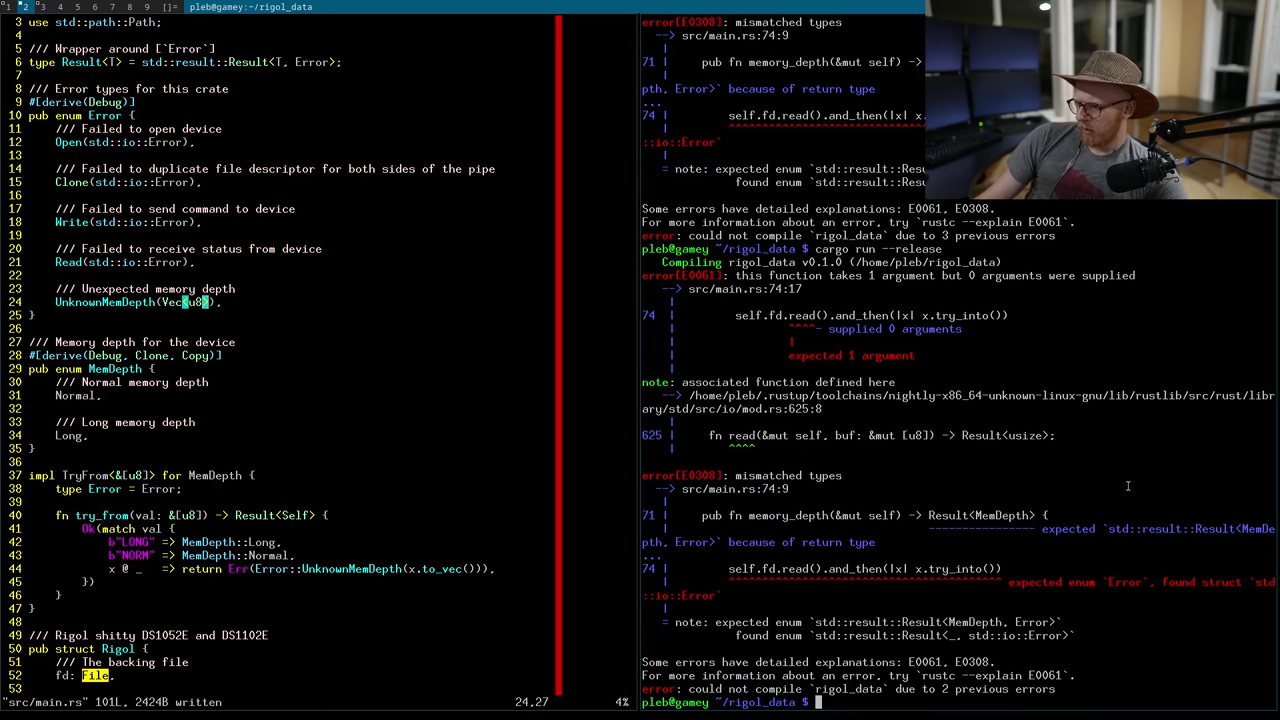 1 2 3 4 5 6 7 8 9 []= pleb@gamey:~/rigol_data
3 use std::path::Path;
4
5 /// Wrapper around [`Error`]
6 type Result<T> = std::result::Result<T, Error>;
7
8 /// Error types for this crate
9 #[derive(Debug)]
10 pub enum Error {
11     /// Failed to open device
12     Open(std::io::Error),
13
14     /// Failed to duplicate file descriptor for both sides of the pipe
15     Clone(std::io::Error),
16
17     /// Failed to send command to device
18     Write(std::io::Error),
19
20     /// Failed to receive status from device
21     Read(std::io::Error),
22
23     /// Unexpected memory depth
24     UnknownMemDepth(Vec<u8>),
25 }
26
27 /// Memory depth for the device
28 #[derive(Debug, Clone, Copy)]
29 pub enum MemDepth {
30     /// Normal memory depth
31     Normal,
32
33     /// Long memory depth
34     Long,
35 }
36
37 impl TryFrom<&[u8]> for MemDepth {
38     type Error = Error;
39
40     fn try_from(val: &[u8]) -> Result<Self> {
41         Ok(match val {
42             b"LONG" => MemDepth::Long,
43             b"NORM" => MemDepth::Normal,
44             x @ _   => return Err(Error::UnknownMemDepth(x.to_vec())),
45         })
46     }
47 }
48
49 /// Rigol shitty DS1052E and DS1102E
50 pub struct Rigol {
51     /// The backing file
52     fd: File,
53
"src/main.rs" 101L, 2424B written 24,27 4%
error[E0308]: mismatched types
--> src/main.rs:74:9
|
71 |     pub fn memory_depth(&mut self) ->
pth, Error>` because of return type
...
74 |         self.fd.read().and_then(|x| x.
|         ^^^^^^^^^^^^^^^^^^^^^^^^^^^^^
::io::Error`
|
= note: expected enum `std::result::Res
found enum `std::result::Res
Some errors have detailed explanations: E0061, E0308.
For more information about an error, try `rustc --explain E0061`.
error: could not compile `rigol_data` due to 3 previous errors
pleb@gamey ~/rigol_data $ cargo run --release
Compiling rigol_data v0.1.0 (/home/pleb/rigol_data)
error[E0061]: this function takes 1 argument but 0 arguments were supplied
--> src/main.rs:74:17
|
74 |         self.fd.read().and_then(|x| x.try_into())
|                 ^^^^- supplied 0 arguments
|                 |
|                 expected 1 argument
|
note: associated function defined here
--> /home/pleb/.rustup/toolchains/nightly-x86_64-unknown-linux-gnu/lib/rustlib/src/rust/libr
ary/std/src/io/mod.rs:625:8
|
625 |     fn read(&mut self, buf: &mut [u8]) -> Result<usize>;
|        ^^^^
error[E0308]: mismatched types
--> src/main.rs:74:9
|
71 |     pub fn memory_depth(&mut self) -> Result<MemDepth> {
|                                       ---------------- expected `std::result::Result<MemDe
pth, Error>` because of return type
...
74 |         self.fd.read().and_then(|x| x.try_into())
|         ^^^^^^^^^^^^^^^^^^^^^^^^^^^^^^^^^^^^^^^^^ expected enum `Error`, found struct `std
::io::Error`
|
= note: expected enum `std::result::Result<MemDepth, Error>`
found enum `std::result::Result<_, std::io::Error>`
Some errors have detailed explanations: E0061, E0308.
For more information about an error, try `rustc --explain E0061`.
error: could not compile `rigol_data` due to 2 previous errors
pleb@gamey ~/rigol_data $